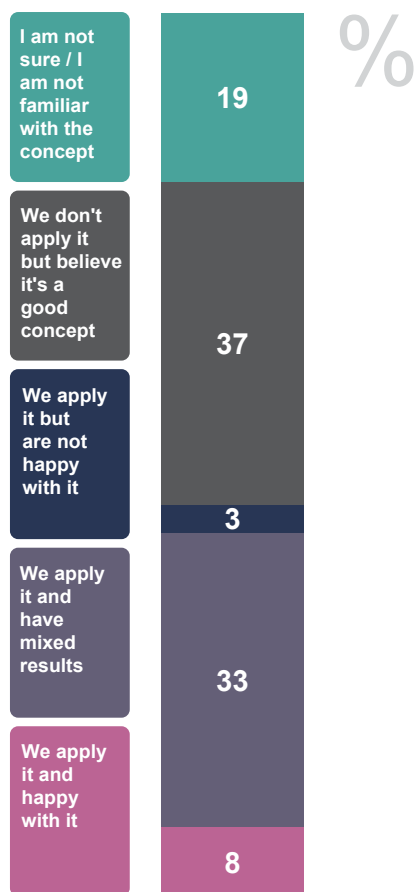 I am not
sure / I
am not
familiar
with the
concept
19
%
We don't
apply it
but believe
it's a
good
concept
37
We apply
it but
are not
happy
with it
3
We apply
it and
have
mixed
results
33
We apply
it and
happy
with it
8